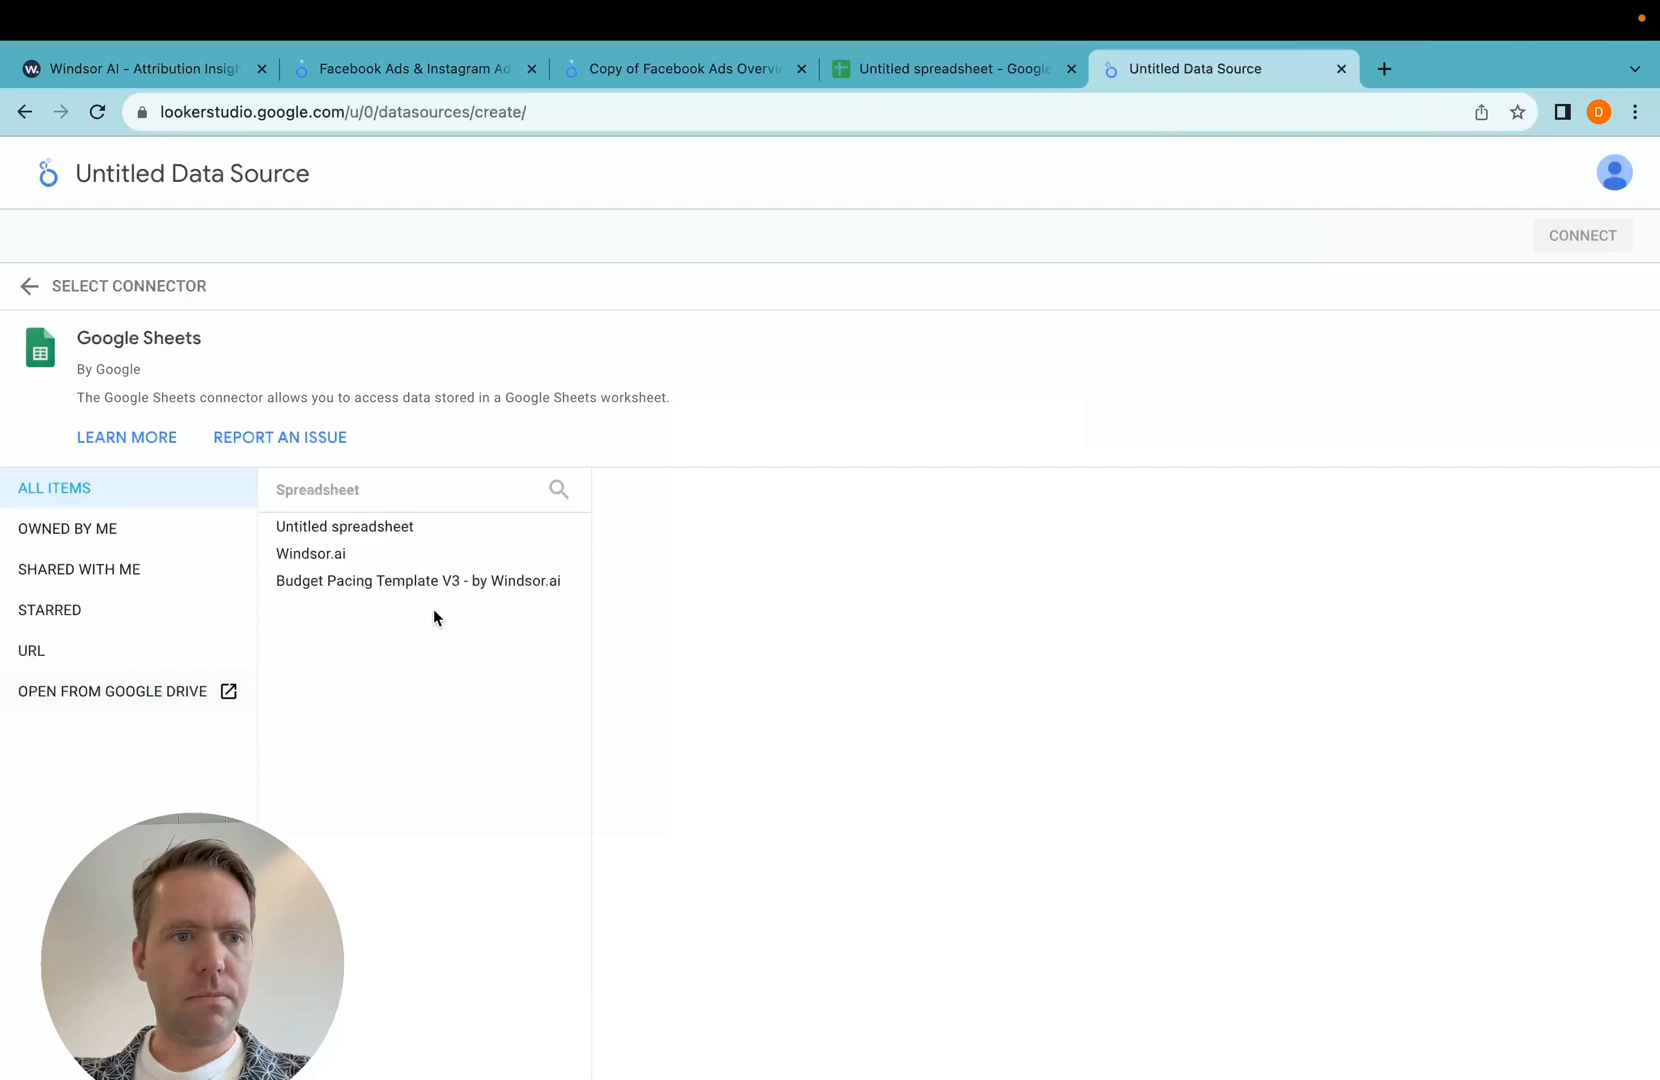 W. Windsor AI - Attribution Insigh
Facebook Ads & Instagram Ad
Copy of Facebook Ads Overvie
Untitled spreadsheet - Google
Untitled Data Source
lookerstudio.google.com/u/0/datasources/create/
D
Untitled Data Source
CONNECT
SELECT CONNECTOR
Google Sheets
By Google
The Google Sheets connector allows you to access data stored in a Google Sheets worksheet.
LEARN MORE
REPORT AN ISSUE
ALL ITEMS
OWNED BY ME
SHARED WITH ME
STARRED
URL
OPEN FROM GOOGLE DRIVE
Spreadsheet
Untitled spreadsheet
Windsor.ai
Budget Pacing Template V3 - by Windsor.ai